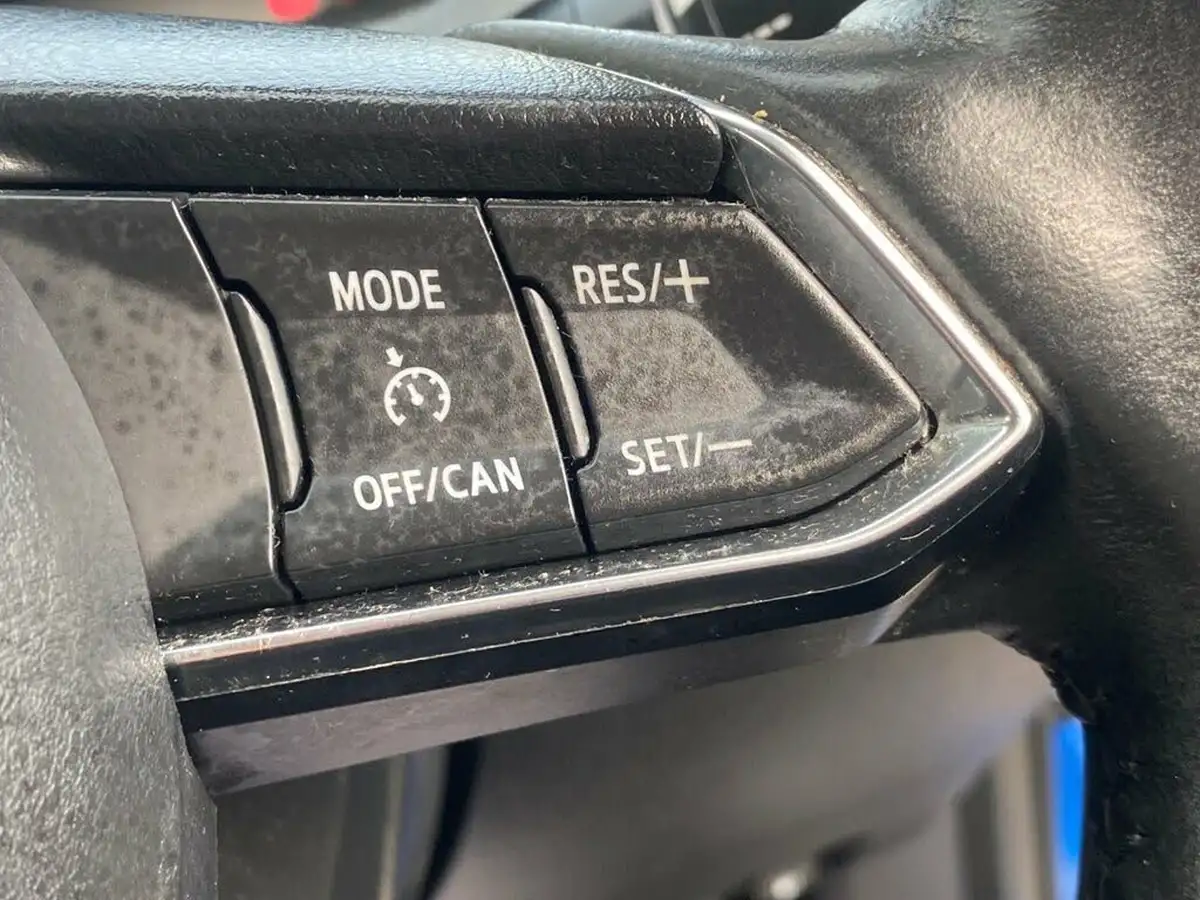 MODE
RES/+
OFF/CAN
SET/—